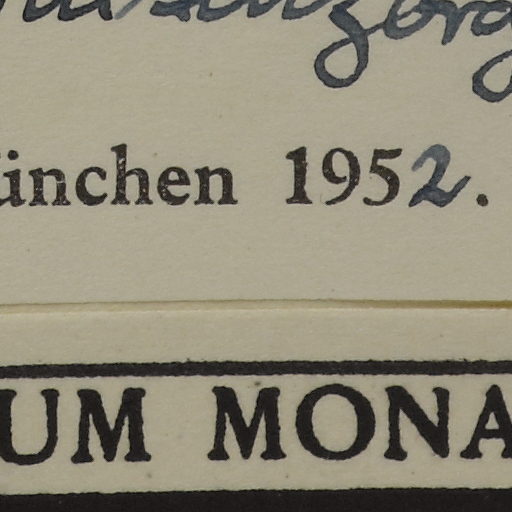 ünchen 1952.
UM MONA